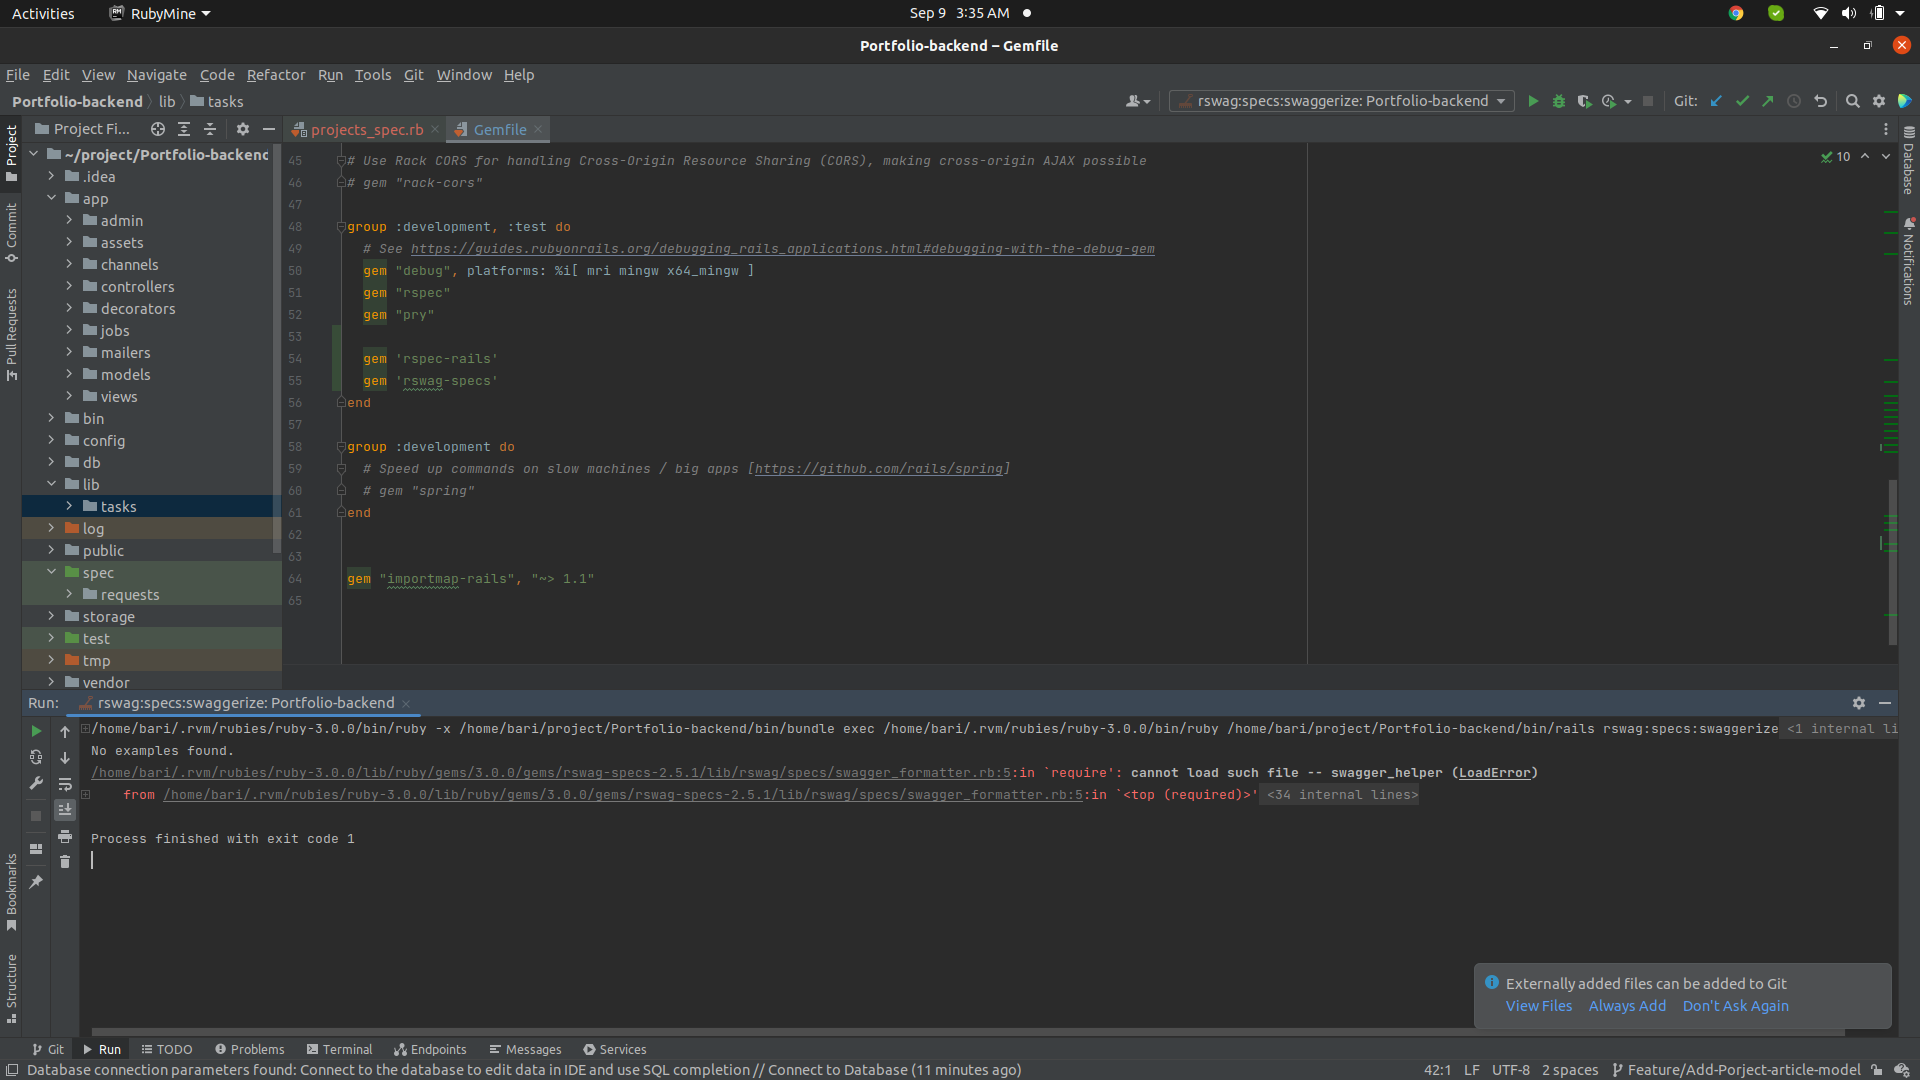 Activities
RubyMine
Sep 9 3:35 AM
Portfolio-backend – Gemfile
File Edit View Navigate Code Refactor Run Tools Git Window Help
Portfolio-backend lib tasks
rswag:specs:swaggerize: Portfolio-backend
Git:
Project Fi...
projects_spec.rb
Gemfile
Project
Commit
Pull Requests
Bookmarks
Structure
Database
Notifications
~/project/Portfolio-backend
.idea
app
admin
assets
channels
controllers
decorators
jobs
mailers
models
views
bin
config
db
lib
tasks
log
public
spec
requests
storage
test
tmp
vendor
10
45 # Use Rack CORS for handling Cross-Origin Resource Sharing (CORS), making cross-origin AJAX possible
46 # gem "rack-cors"
47
48 group :development, :test do
49 # See https://guides.rubyonrails.org/debugging_rails_applications.html#debugging-with-the-debug-gem
50 gem "debug", platforms: %i[ mri mingw x64_mingw ]
51 gem "rspec"
52 gem "pry"
53
54 gem 'rspec-rails'
55 gem 'rswag-specs'
56 end
57
58 group :development do
59 # Speed up commands on slow machines / big apps [https://github.com/rails/spring]
60 # gem "spring"
61 end
62
63
64 gem "importmap-rails", "~> 1.1"
65
Run: rswag:specs:swaggerize: Portfolio-backend
/home/bari/.rvm/rubies/ruby-3.0.0/bin/ruby -x /home/bari/project/Portfolio-backend/bin/bundle exec /home/bari/.rvm/rubies/ruby-3.0.0/bin/ruby /home/bari/project/Portfolio-backend/bin/rails rswag:specs:swaggerize <1 internal li
No examples found.
/home/bari/.rvm/rubies/ruby-3.0.0/lib/ruby/gems/3.0.0/gems/rswag-specs-2.5.1/lib/rswag/specs/swagger_formatter.rb:5:in `require': cannot load such file -- swagger_helper (LoadError)
from /home/bari/.rvm/rubies/ruby-3.0.0/lib/ruby/gems/3.0.0/gems/rswag-specs-2.5.1/lib/rswag/specs/swagger_formatter.rb:5:in `<top (required)>' <34 internal lines>
Process finished with exit code 1
Externally added files can be added to Git
View Files Always Add Don't Ask Again
Git Run TODO Problems Terminal Endpoints Messages Services
Database connection parameters found: Connect to the database to edit data in IDE and use SQL completion // Connect to Database (11 minutes ago)
42:1 LF UTF-8 2 spaces Feature/Add-Porject-article-model